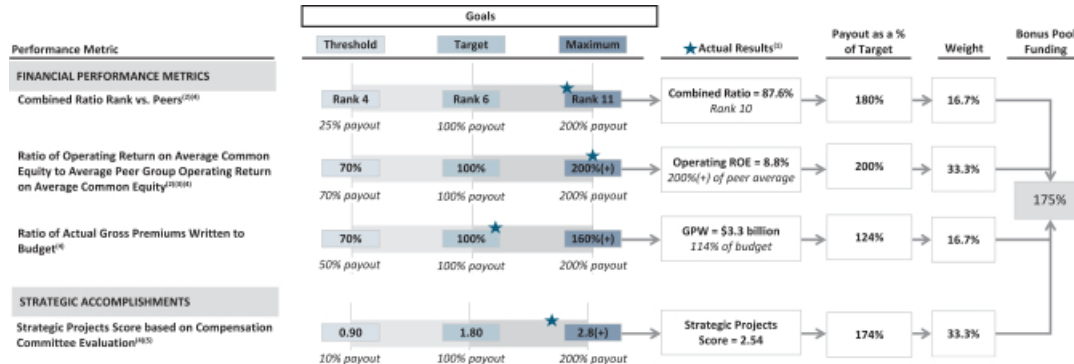 Goals
Performance Metric
Threshold
Target
Maximum
Actual Results(1)
Payout as a %
of Target
Weight
Bonus Pool
Funding
FINANCIAL PERFORMANCE METRICS
Combined Ratio Rank vs. Peers(2)(4)
Rank 4
Rank 6
Rank 11
25% payout
100% payout
200% payout
Combined Ratio = 87.6%
Rank 10
180%
16.7%
Ratio of Operating Return on Average Common
Equity to Average Peer Group Operating Return
on Average Common Equity(2)(3)(4)
70%
100%
200%(+)
70% payout
100% payout
200% payout
Operating ROE = 8.8%
200%(+) of peer average
200%
33.3%
175%
Ratio of Actual Gross Premiums Written to
Budget(4)
70%
100%
160%(+)
50% payout
100% payout
200% payout
GPW = $3.3 billion
114% of budget
124%
16.7%
STRATEGIC ACCOMPLISHMENTS
Strategic Projects Score based on Compensation
Committee Evaluation(4)(5)
0.90
1.80
2.8(+)
10% payout
100% payout
200% payout
Strategic Projects
Score = 2.54
174%
33.3%